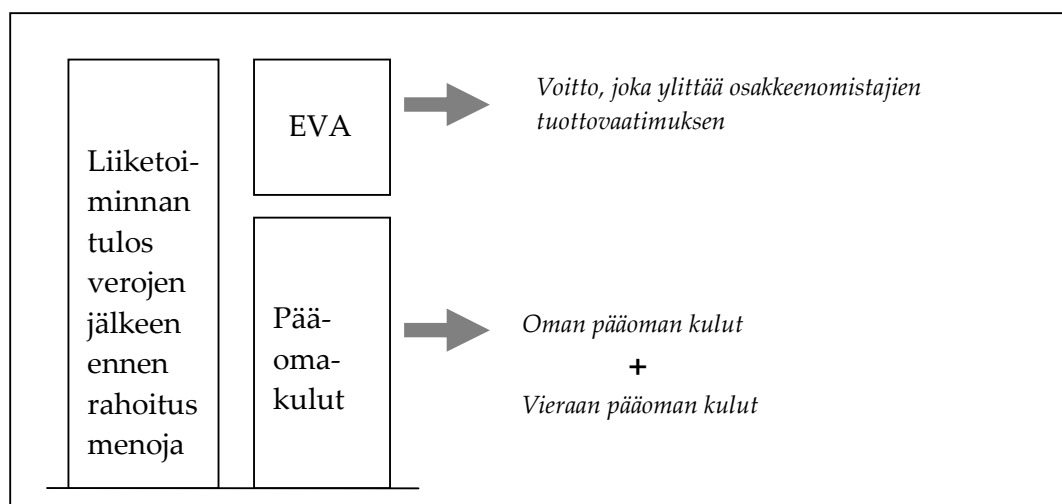 Liiketoi-
minnan
tulos
verojen
jälkeen
ennen
rahoitus
menoja
EVA
Voitto, joka ylittää osakkeenomistajien
tuottovaatimuksen
Pää-
oma-
kulut
Oman pääoman kulut
+
Vieraan pääoman kulut